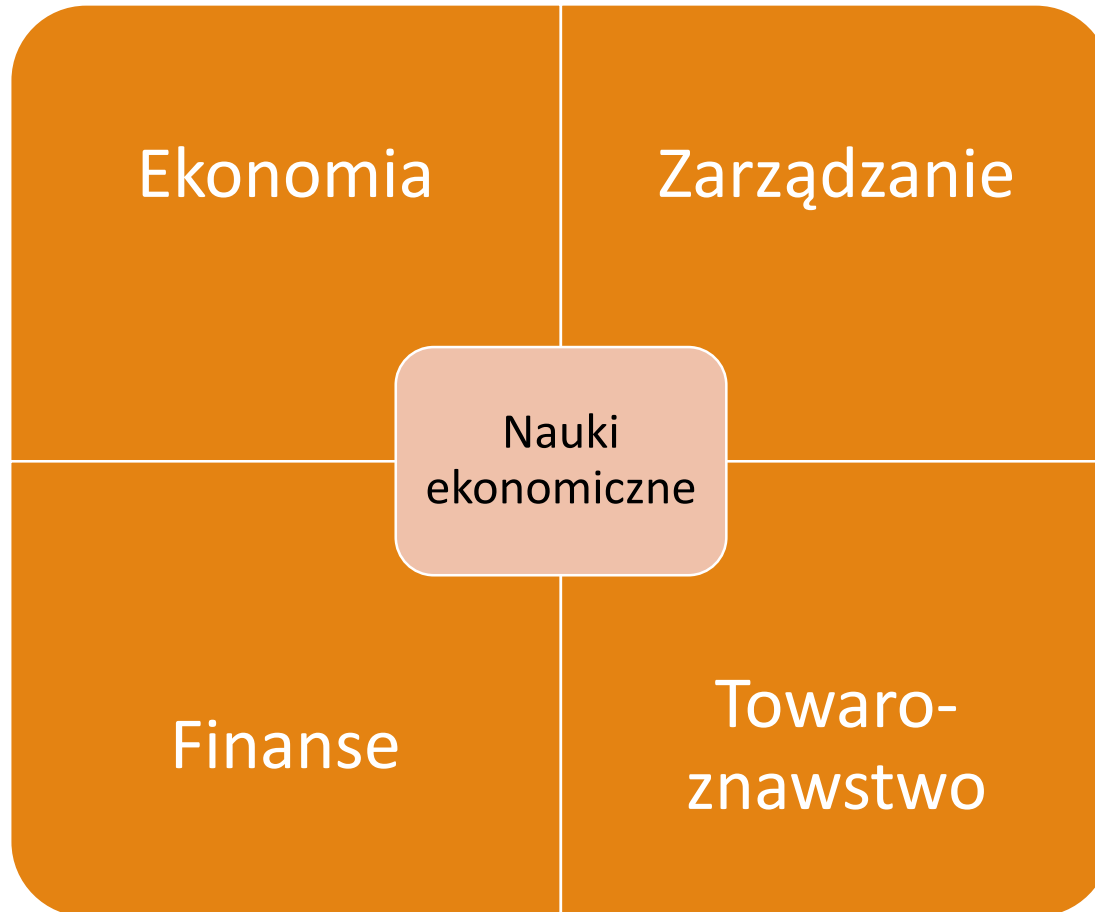 Ekonomia
Zarządzanie
Nauki
ekonomiczne
Finanse
Towaro-
znawstwo